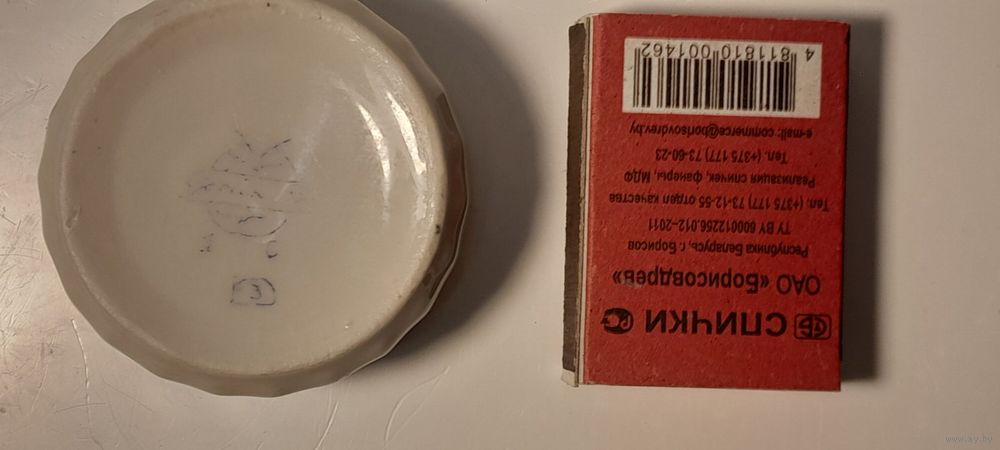 СПИЧКИ
ОАО «Борисовдрев»
Республика Беларусь, г. Борисов
ТУ BY 600012256.012–2011
Тел. (+375 177) 73-12-55 отдел качества
Реализация спичек, фанеры, МДФ
Тел. (+375 177) 73-60-23
e-mail: commerce@borisovdrev.by
4 811810 001462
www.ay.by